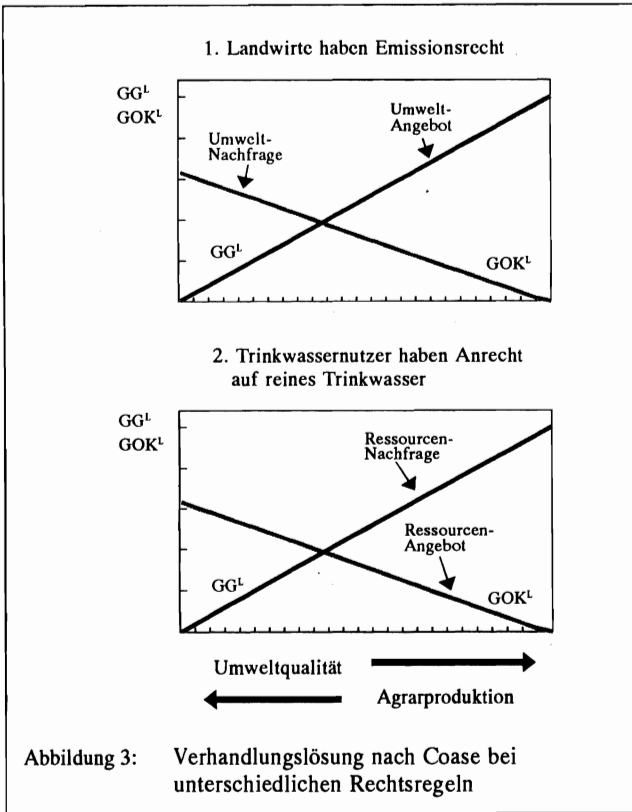 1. Landwirte haben Emissionsrecht
GG^L
GOK^L
Umwelt-
Nachfrage
Umwelt-
Angebot
GG^L
GOK^L
2. Trinkwassernutzer haben Anrecht
auf reines Trinkwasser
GG^L
GOK^L
Ressourcen-
Nachfrage
Ressourcen-
Angebot
GG^L
GOK^L
Umweltqualität
Agrarproduktion
Abbildung 3: Verhandlungslösung nach Coase bei
unterschiedlichen Rechtsregeln